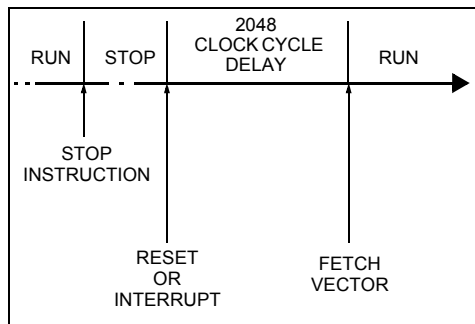 2048
CLOCK CYCLE
DELAY
RUN
STOP
RUN
STOP
INSTRUCTION
RESET
OR
INTERRUPT
FETCH
VECTOR